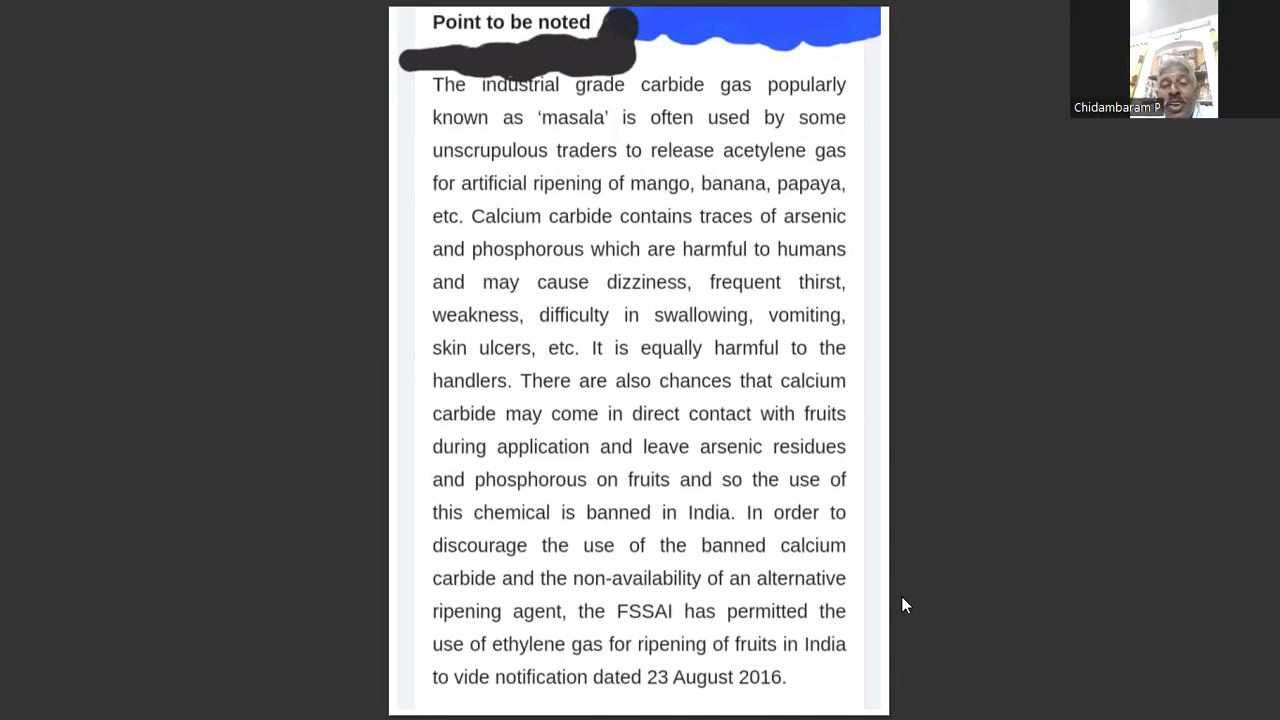 Point to be noted
The industrial grade carbide gas popularly
known as ‘masala’ is often used by some
unscrupulous traders to release acetylene gas
for artificial ripening of mango, banana, papaya,
etc. Calcium carbide contains traces of arsenic
and phosphorous which are harmful to humans
and may cause dizziness, frequent thirst,
weakness, difficulty in swallowing, vomiting,
skin ulcers, etc. It is equally harmful to the
handlers. There are also chances that calcium
carbide may come in direct contact with fruits
during application and leave arsenic residues
and phosphorous on fruits and so the use of
this chemical is banned in India. In order to
discourage the use of the banned calcium
carbide and the non-availability of an alternative
ripening agent, the FSSAI has permitted the
use of ethylene gas for ripening of fruits in India
to vide notification dated 23 August 2016.
Chidambaram P